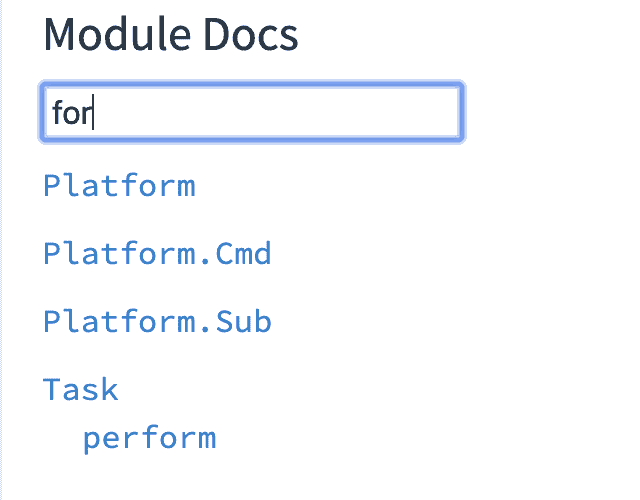 Module Docs
for
Platform
Platform.Cmd
Platform.Sub
Task
perform